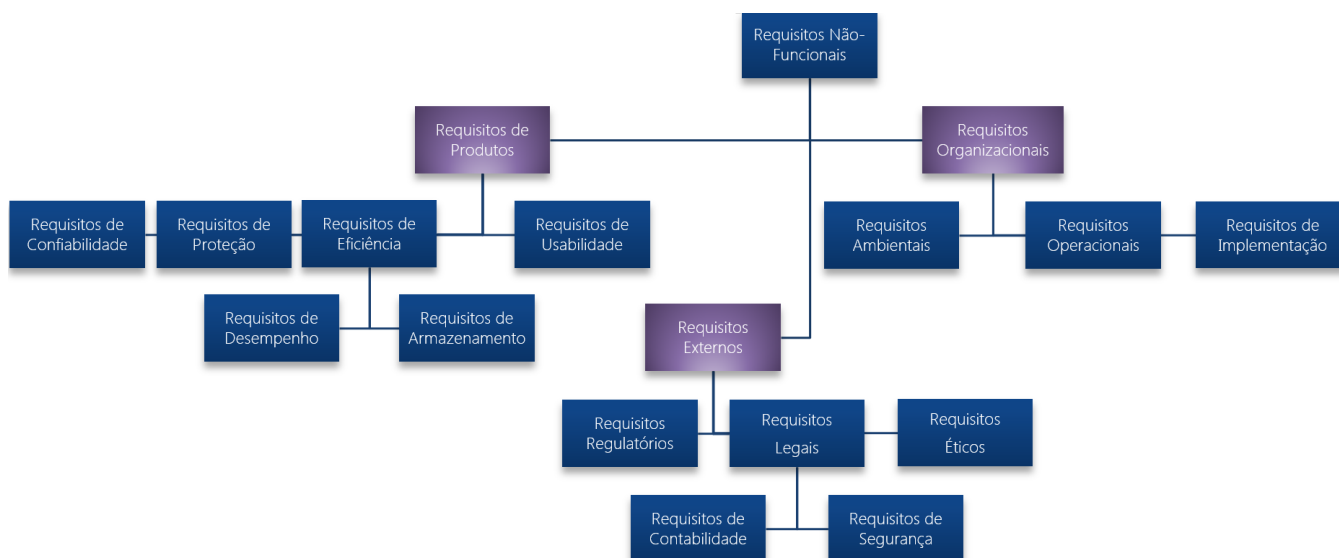 Requisitos Não-
Funcionais
Requisitos de
Produtos
Requisitos
Organizacionais
Requisitos de
Confiabilidade
Requisitos de
Proteção
Requisitos de
Eficiência
Requisitos de
Usabilidade
Requisitos
Ambientais
Requisitos
Operacionais
Requisitos de
Implementação
Requisitos de
Desempenho
Requisitos de
Armazenamento
Requisitos
Externos
Requisitos
Regulatórios
Requisitos
Legais
Requisitos
Éticos
Requisitos de
Contabilidade
Requisitos de
Segurança